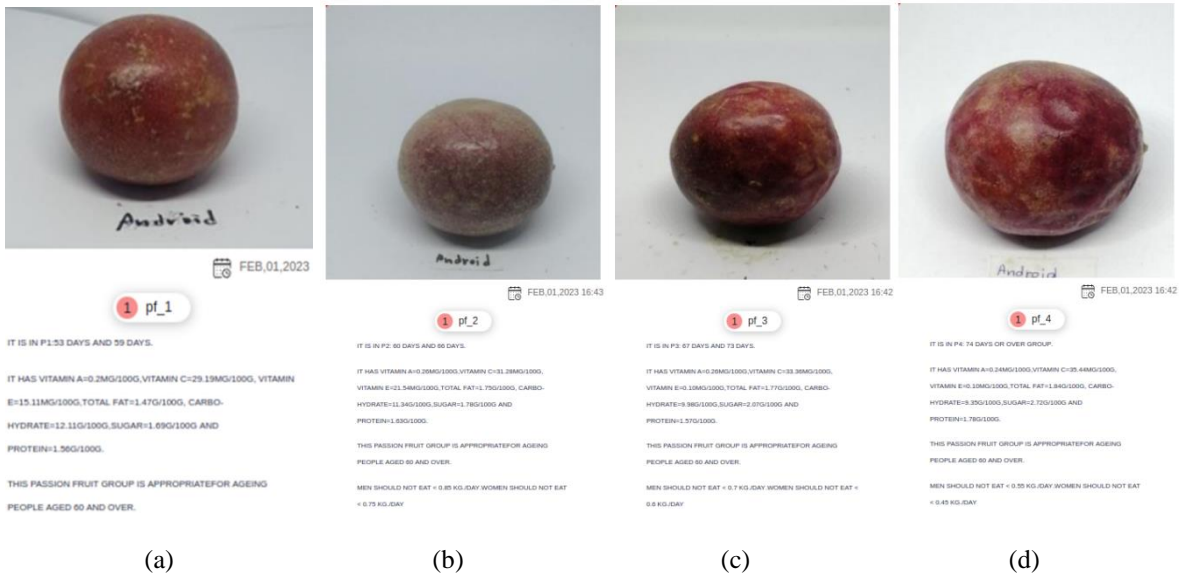 Android
FEB,01,2023
1 pf_1
IT IS IN P1:53 DAYS AND 59 DAYS.
IT HAS VITAMIN A=0.2MG/100G,VITAMIN C=29.19MG/100G, VITAMIN
E=15.11MG/100G,TOTAL FAT=1.47G/100G, CARBO-
HYDRATE=12.11G/100G,SUGAR=1.69G/100G AND
PROTEIN=1.56G/100G.
THIS PASSION FRUIT GROUP IS APPROPRIATEFOR AGEING
PEOPLE AGED 60 AND OVER.
(a)
Android
FEB,01,2023 16:43
1 pf_2
IT IS IN P2: 60 DAYS AND 66 DAYS.
IT HAS VITAMIN A=0.26MG/100G,VITAMIN C=31.28MG/100G,
VITAMIN E=21.54MG/100G,TOTAL FAT=1.75G/100G, CARBO-
HYDRATE=11.34G/100G,SUGAR=1.78G/100G AND
PROTEIN=1.63G/100G.
THIS PASSION FRUIT GROUP IS APPROPRIATEFOR AGEING
PEOPLE AGED 60 AND OVER.
MEN SHOULD NOT EAT < 0.85 KG./DAY.WOMEN SHOULD NOT EAT
< 0.75 KG./DAY
(b)
FEB,01,2023 16:42
1 pf_3
IT IS IN P3: 67 DAYS AND 73 DAYS.
IT HAS VITAMIN A=0.26MG/100G,VITAMIN C=33.36MG/100G,
VITAMIN E=0.10MG/100G,TOTAL FAT=1.77G/100G, CARBO-
HYDRATE=9.98G/100G,SUGAR=2.07G/100G AND
PROTEIN=1.57G/100G.
THIS PASSION FRUIT GROUP IS APPROPRIATEFOR AGEING
PEOPLE AGED 60 AND OVER.
MEN SHOULD NOT EAT < 0.7 KG./DAY.WOMEN SHOULD NOT EAT <
0.6 KG./DAY
(c)
Android
FEB,01,2023 16:42
1 pf_4
IT IS IN P4: 74 DAYS OR OVER GROUP.
IT HAS VITAMIN A=0.24MG/100G,VITAMIN C=35.44MG/100G,
VITAMIN E=0.10MG/100G,TOTAL FAT=1.84G/100G, CARBO-
HYDRATE=9.35G/100G,SUGAR=2.72G/100G AND
PROTEIN=1.78G/100G.
THIS PASSION FRUIT GROUP IS APPROPRIATEFOR AGEING
PEOPLE AGED 60 AND OVER.
MEN SHOULD NOT EAT < 0.55 KG./DAY.WOMEN SHOULD NOT EAT
< 0.45 KG./DAY
(d)